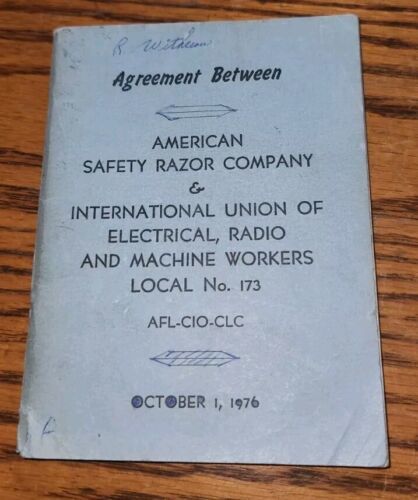 Agreement Between
AMERICAN
SAFETY RAZOR COMPANY
&
INTERNATIONAL UNION OF
ELECTRICAL, RADIO
AND MACHINE WORKERS
LOCAL No. 173
AFL-CIO-CLC
OCTOBER 1, 1976